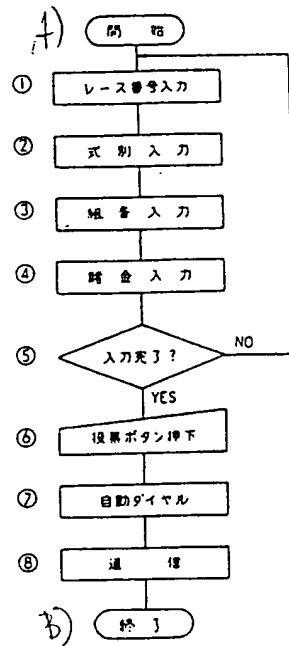 A) 開始
① レース番号入力
② 式別入力
③ 組番入力
④ 賭金入力
⑤ 入力完了? NO
YES
⑥ 投票ボタン押下
⑦ 自動ダイヤル
⑧ 通信
B) 終了